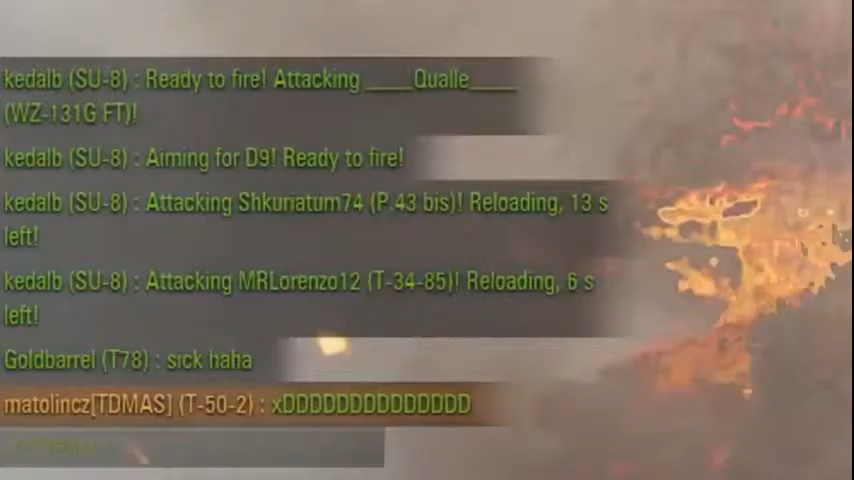 kedalb (SU-8) : Ready to fire! Attacking ____Qualle____
(WZ-131G FT)!
kedalb (SU-8) : Aiming for D9! Ready to fire!
kedalb (SU-8) : Attacking Shkuriatum74 (P.43 bis)! Reloading, 13 s
left!
kedalb (SU-8) : Attacking MRLorenzo12 (T-34-85)! Reloading, 6 s
left!
Goldbarrel (T78) : sick haha
matolincz[TDMAS] (T-50-2) : xDDDDDDDDDDDDDD